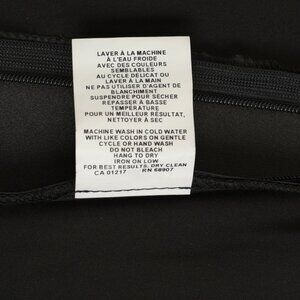 LAVER À LA MACHINE
À L'EAU FROIDE
AVEC DES COULEURS
SEMBLABLES
AU CYCLE DÉLICAT OU
LAVER À LA MAIN
NE PAS UTILISER D'AGENT DE
BLANCHIMENT
SUSPENDRE POUR SÉCHER
REPASSER À BASSE
TEMPÉRATURE
POUR UN MEILLEUR RÉSULTAT,
NETTOYER À SEC
MACHINE WASH IN COLD WATER
WITH LIKE COLORS ON GENTLE
CYCLE OR HAND WASH
DO NOT BLEACH
HANG TO DRY
IRON ON LOW
FOR BEST RESULTS, DRY CLEAN
CA 01217 RN 68907